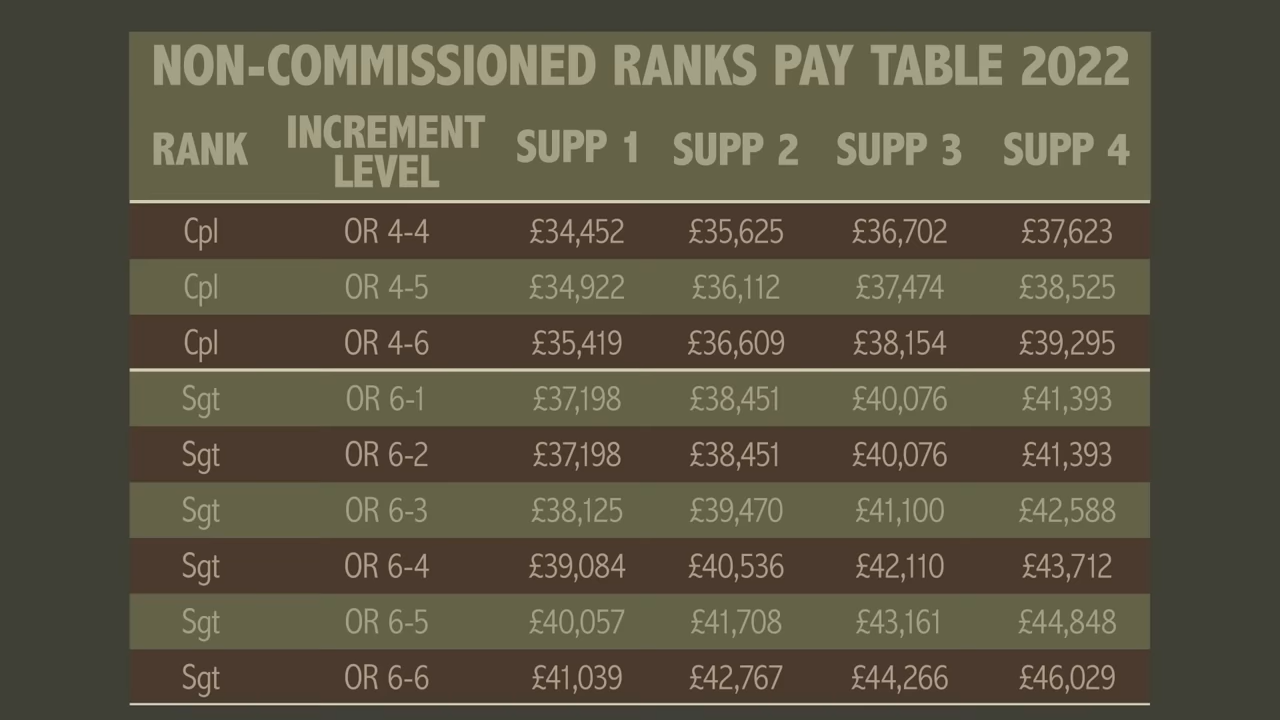 NON-COMMISSIONED RANKS PAY TABLE 2022
RANK INCREMENT LEVEL SUPP 1 SUPP 2 SUPP 3 SUPP 4
Cpl OR 4-4 £34,452 £35,625 £36,702 £37,623
Cpl OR 4-5 £34,922 £36,112 £37,474 £38,525
Cpl OR 4-6 £35,419 £36,609 £38,154 £39,295
Sgt OR 6-1 £37,198 £38,451 £40,076 £41,393
Sgt OR 6-2 £37,198 £38,451 £40,076 £41,393
Sgt OR 6-3 £38,125 £39,470 £41,100 £42,588
Sgt OR 6-4 £39,084 £40,536 £42,110 £43,712
Sgt OR 6-5 £40,057 £41,708 £43,161 £44,848
Sgt OR 6-6 £41,039 £42,767 £44,266 £46,029